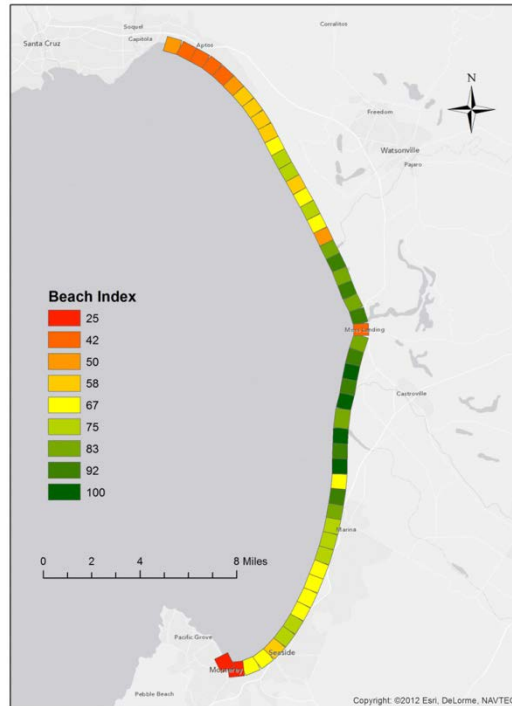 Soquel
Capitola
Santa Cruz
Aptos
Corralitos
N
Freedom
Watsonville
Pajaro
Beach Index
25
42
50
58
67
75
83
92
100
Castroville
0 2 4 8 Miles
Marina
Pacific Grove
Seaside
Monterey
Pebble Beach
Copyright: ©2012 Esri, DeLorme, NAVTEQ